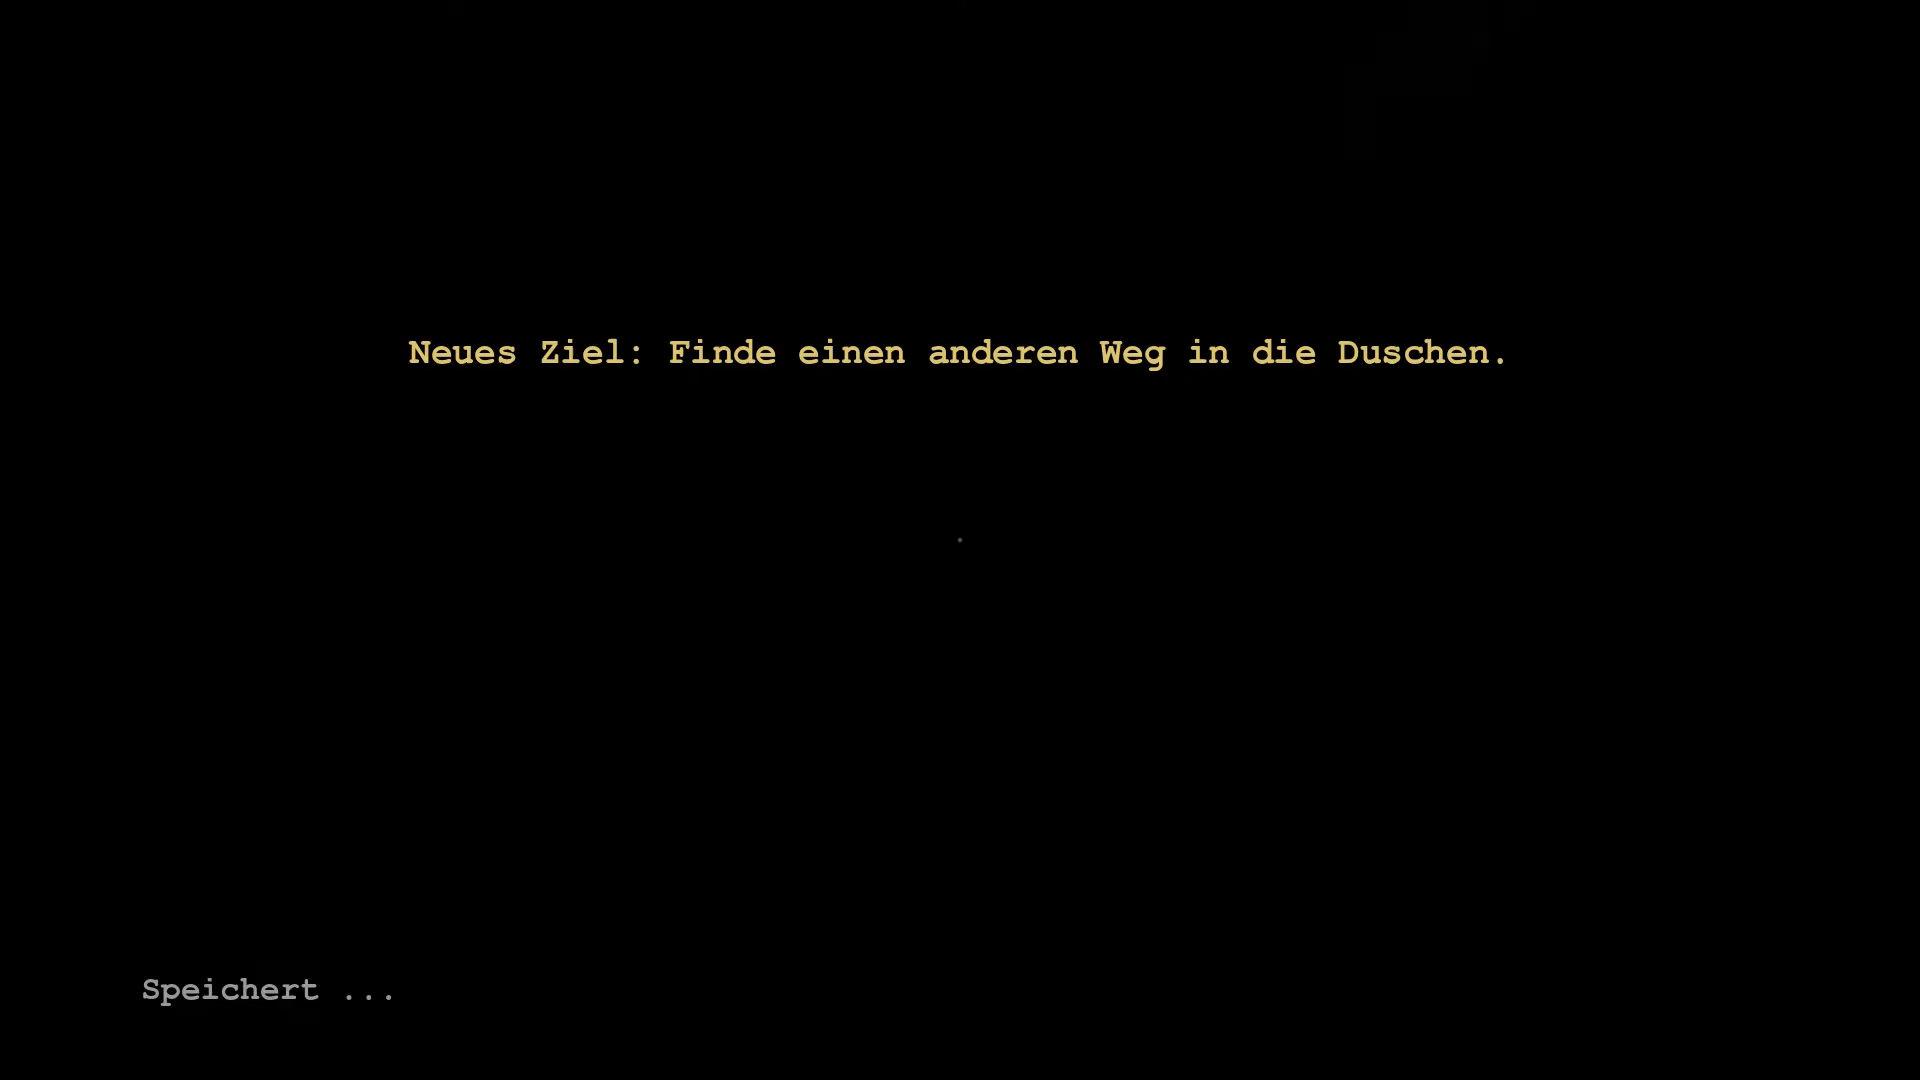 Neues Ziel: Finde einen anderen Weg in die Duschen.
Speichert ...